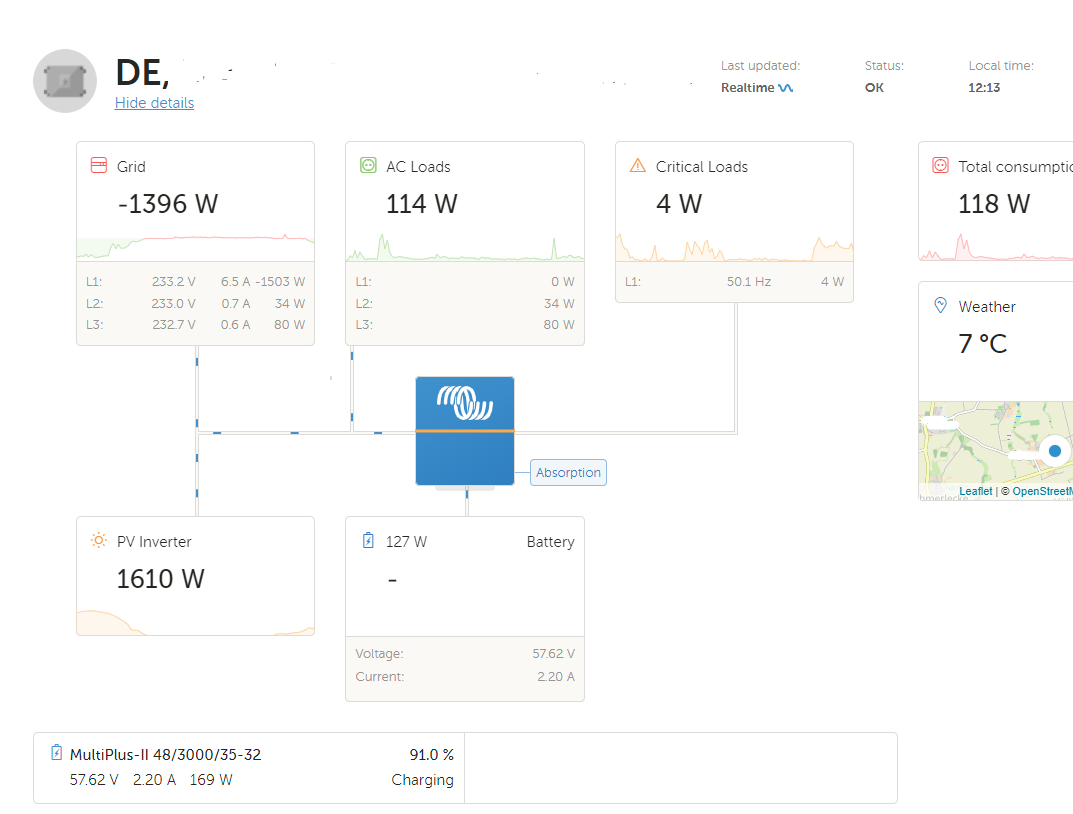 DE,
Hide details
Last updated:
Realtime
Status:
OK
Local time:
12:13
Grid
-1396 W
L1: 233.2 V 6.5 A -1503 W
L2: 233.0 V 0.7 A 34 W
L3: 232.7 V 0.6 A 80 W
AC Loads
114 W
L1: 0 W
L2: 34 W
L3: 80 W
Critical Loads
4 W
L1: 50.1 Hz 4 W
Total consumptio
118 W
Weather
7 °C
Leaflet | © OpenStreetM
Absorption
PV Inverter
1610 W
127 W Battery
-
Voltage: 57.62 V
Current: 2.20 A
MultiPlus-II 48/3000/35-32 91.0 %
57.62 V 2.20 A 169 W Charging